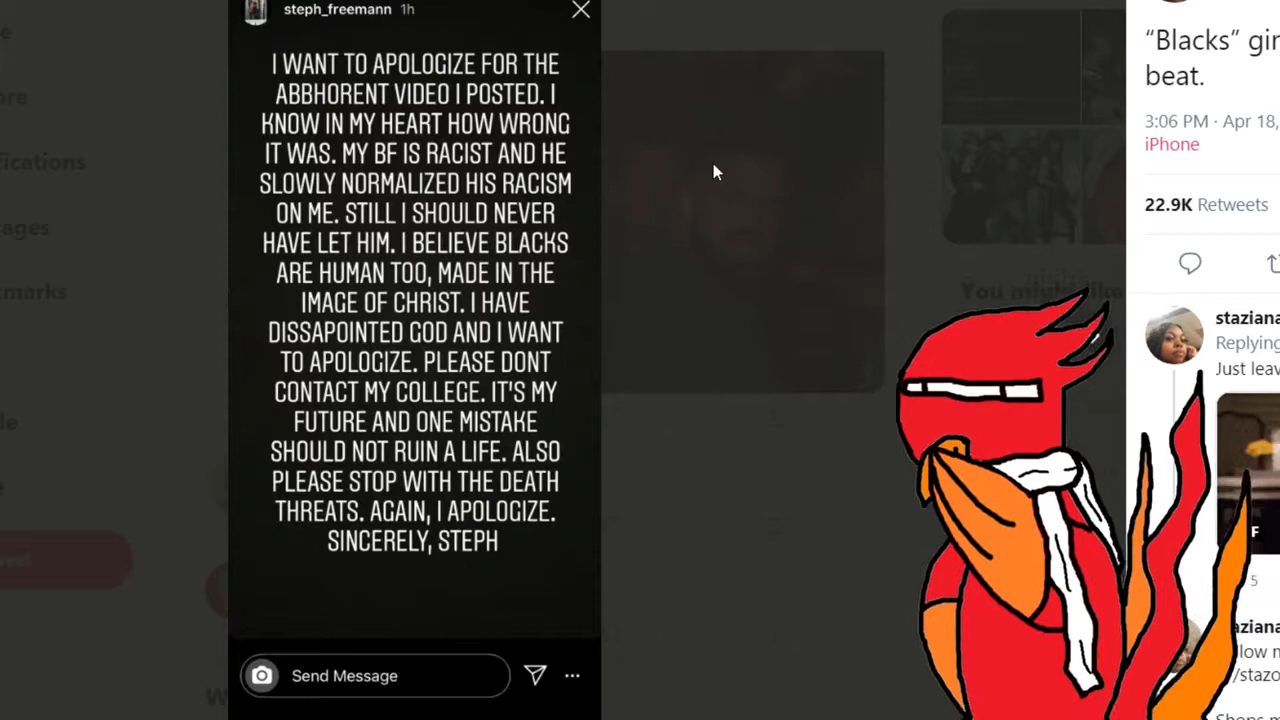 steph_freemann 1h
I WANT TO APOLOGIZE FOR THE
ABBHORENT VIDEO I POSTED. I
KNOW IN MY HEART HOW WRONG
IT WAS. MY BF IS RACIST AND HE
SLOWLY NORMALIZED HIS RACISM
ON ME. STILL I SHOULD NEVER
HAVE LET HIM. I BELIEVE BLACKS
ARE HUMAN TOO, MADE IN THE
IMAGE OF CHRIST. I HAVE
DISSAPOINTED GOD AND I WANT
TO APOLOGIZE. PLEASE DONT
CONTACT MY COLLEGE. IT'S MY
FUTURE AND ONE MISTAKE
SHOULD NOT RUIN A LIFE. ALSO
PLEASE STOP WITH THE DEATH
THREATS. AGAIN, I APOLOGIZE.
SINCERELY, STEPH
Send Message
You might like
"Blacks"
beat.
3:06 PM · Apr 18,
iPhone
22.9K Retweets
staziana
Replying
Just
F
5